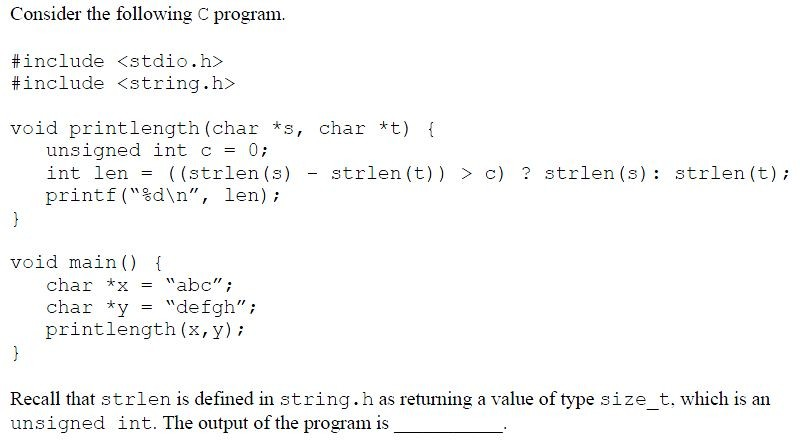 Consider the following C program.
#include <stdio.h>
#include <string.h>
void printlength(char *s, char *t) {
unsigned int c = 0;
int len = ((strlen(s) - strlen(t)) > c) ? strlen(s): strlen(t);
printf(“%d\n”, len);
}
void main() {
char *x = “abc”;
char *y = “defgh”;
printlength(x,y);
}
Recall that strlen is defined in string.h as returning a value of type size_t, which is an
unsigned int. The output of the program is ____________.